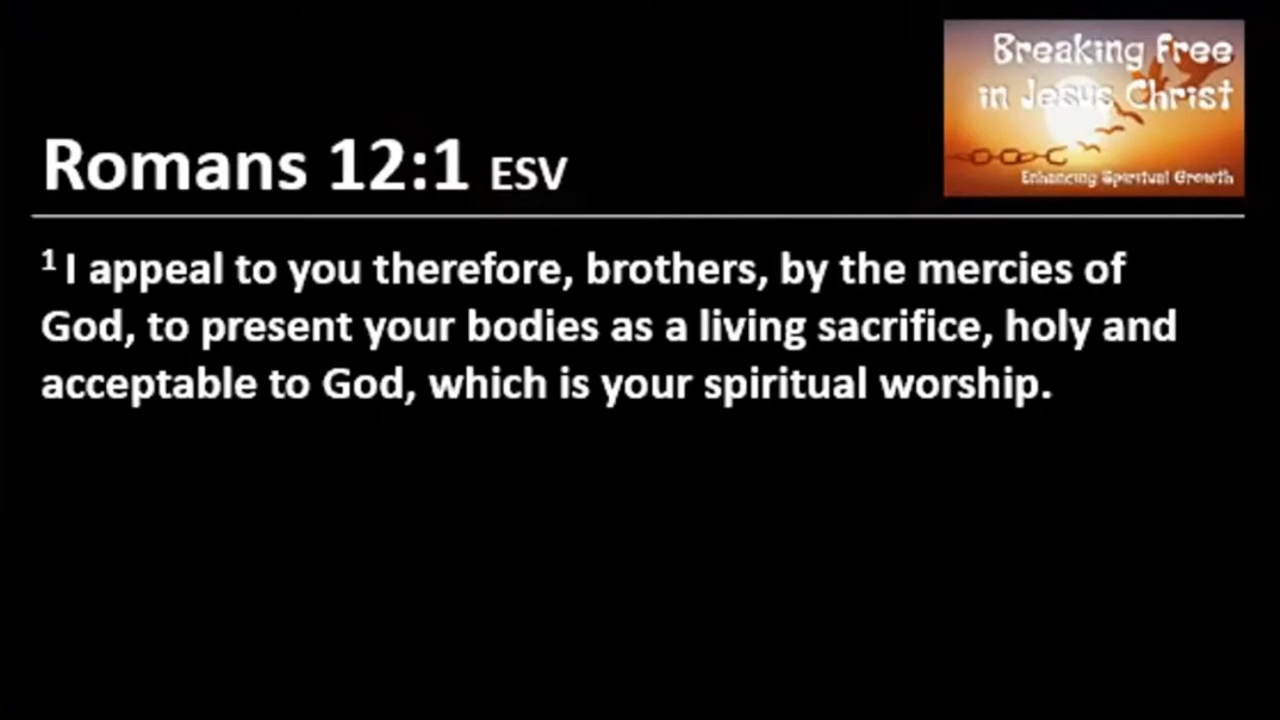 Breaking Free
in Jesus Christ
Enhancing Spiritual Growth
Romans 12:1 ESV
1 I appeal to you therefore, brothers, by the mercies of
God, to present your bodies as a living sacrifice, holy and
acceptable to God, which is your spiritual worship.